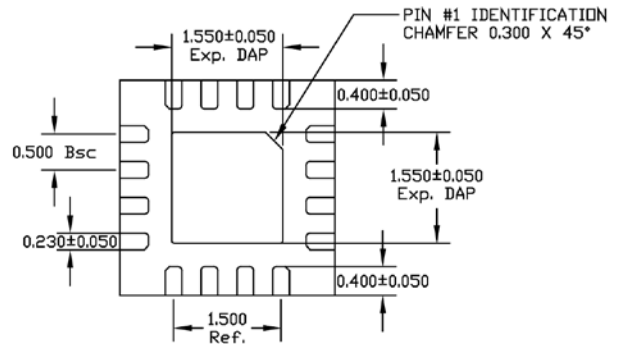 PIN #1 IDENTIFICATION
CHAMFER 0.300 X 45°
1.550±0.050
Exp. DAP
0.400±0.050
0.500 Bsc
1.550±0.050
Exp. DAP
0.230±0.050
0.400±0.050
1.500
Ref.